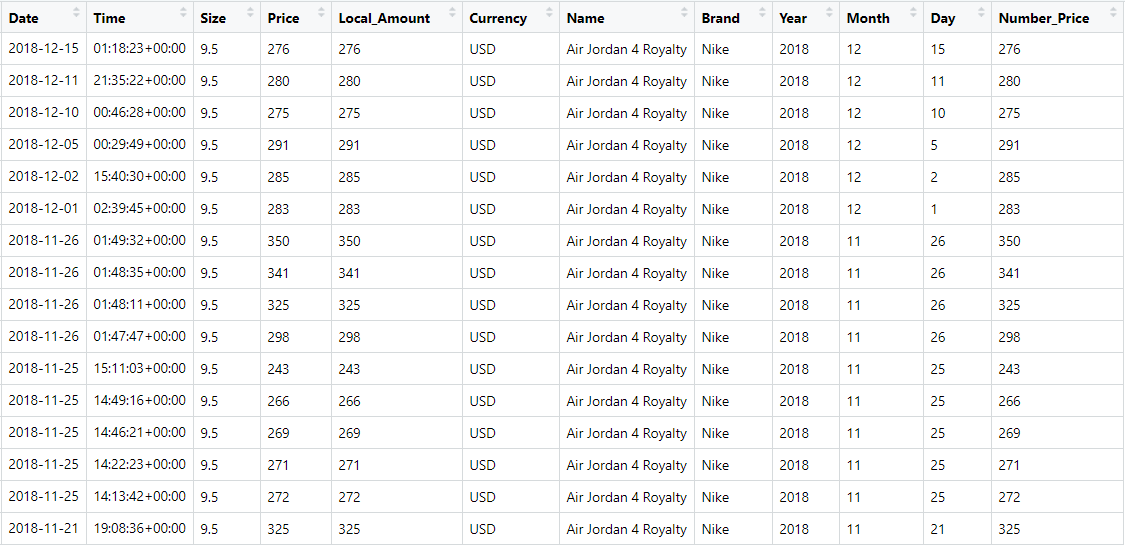 Date Time Size Price Local_Amount Currency Name Brand Year Month Day Number_Price
2018-12-15 01:18:23+00:00 9.5 276 276 USD Air Jordan 4 Royalty Nike 2018 12 15 276
2018-12-11 21:35:22+00:00 9.5 280 280 USD Air Jordan 4 Royalty Nike 2018 12 11 280
2018-12-10 00:46:28+00:00 9.5 275 275 USD Air Jordan 4 Royalty Nike 2018 12 10 275
2018-12-05 00:29:49+00:00 9.5 291 291 USD Air Jordan 4 Royalty Nike 2018 12 5 291
2018-12-02 15:40:30+00:00 9.5 285 285 USD Air Jordan 4 Royalty Nike 2018 12 2 285
2018-12-01 02:39:45+00:00 9.5 283 283 USD Air Jordan 4 Royalty Nike 2018 12 1 283
2018-11-26 01:49:32+00:00 9.5 350 350 USD Air Jordan 4 Royalty Nike 2018 11 26 350
2018-11-26 01:48:35+00:00 9.5 341 341 USD Air Jordan 4 Royalty Nike 2018 11 26 341
2018-11-26 01:48:11+00:00 9.5 325 325 USD Air Jordan 4 Royalty Nike 2018 11 26 325
2018-11-26 01:47:47+00:00 9.5 298 298 USD Air Jordan 4 Royalty Nike 2018 11 26 298
2018-11-25 15:11:03+00:00 9.5 243 243 USD Air Jordan 4 Royalty Nike 2018 11 25 243
2018-11-25 14:49:16+00:00 9.5 266 266 USD Air Jordan 4 Royalty Nike 2018 11 25 266
2018-11-25 14:46:21+00:00 9.5 269 269 USD Air Jordan 4 Royalty Nike 2018 11 25 269
2018-11-25 14:22:23+00:00 9.5 271 271 USD Air Jordan 4 Royalty Nike 2018 11 25 271
2018-11-25 14:13:42+00:00 9.5 272 272 USD Air Jordan 4 Royalty Nike 2018 11 25 272
2018-11-21 19:08:36+00:00 9.5 325 325 USD Air Jordan 4 Royalty Nike 2018 11 21 325